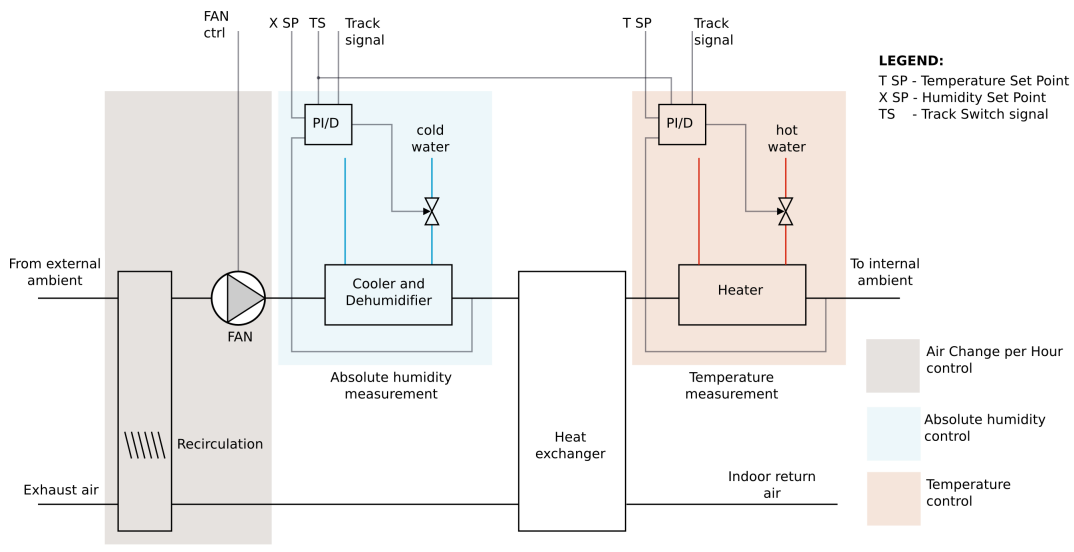 FAN
ctrl
X SP
TS
Track
signal
T SP
Track
signal
LEGEND:
T SP - Temperature Set Point
X SP - Humidity Set Point
TS - Track Switch signal
PI/D
cold
water
PI/D
hot
water
From external
ambient
Cooler and
Dehumidifier
Heater
To internal
ambient
FAN
Absolute humidity
measurement
Temperature
measurement
Air Change per Hour
control
Absolute humidity
control
Recirculation
Heat
exchanger
Exhaust air
Indoor return
air
Temperature
control